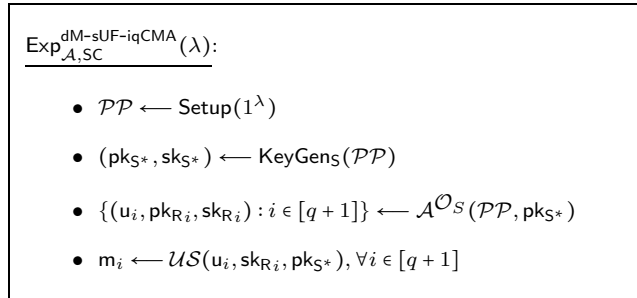 Exp^{dM-sUF-iqCMA}_{𝒜,SC}(λ):
• 𝒫𝒫 ⟵ Setup(1^λ)
• (pk_{S*}, sk_{S*}) ⟵ KeyGen_S(𝒫𝒫)
• {(u_i, pk_{R_i}, sk_{R_i}) : i ∈ [q + 1]} ⟵ 𝒜^{𝒪_S}(𝒫𝒫, pk_{S*})
• m_i ⟵ 𝒰𝒮(u_i, sk_{R_i}, pk_{S*}), ∀i ∈ [q + 1]